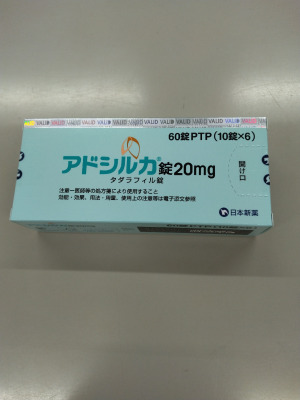 VALID VALID VALID VALID VALID VALID
60錠PTP(10錠×6)
アドシルカ®錠20mg
タダラフィル錠
開け口
注意-医師等の処方箋により使用すること
効能・効果、用法・用量、使用上の注意等は電子添文参照
日本新薬